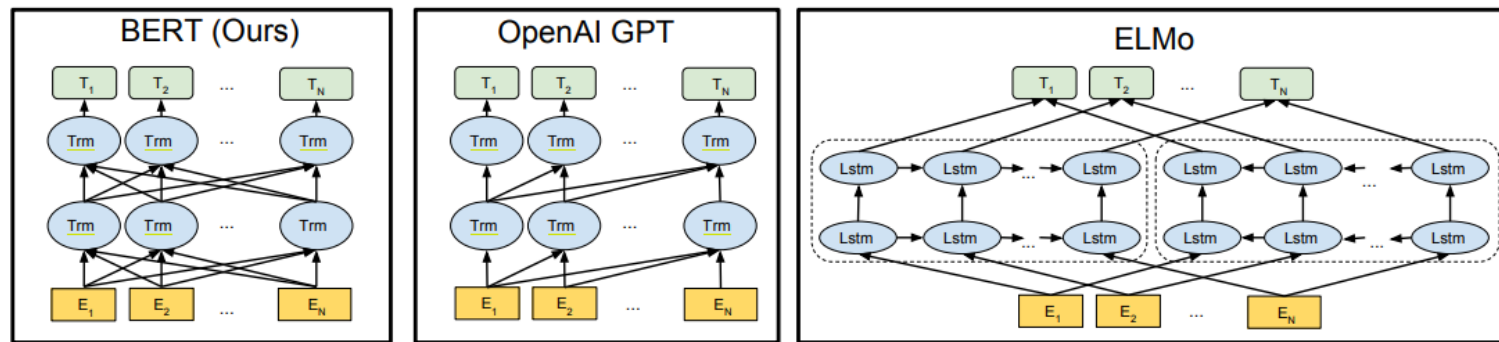 BERT (Ours)
T1 T2 ... TN
Trm Trm ... Trm
Trm Trm ... Trm
E1 E2 ... EN
OpenAI GPT
T1 T2 ... TN
Trm Trm ... Trm
Trm Trm ... Trm
E1 E2 ... EN
ELMo
T1 T2 ... TN
Lstm Lstm ... Lstm Lstm Lstm ... Lstm
Lstm Lstm ... Lstm Lstm Lstm ... Lstm
E1 E2 ... EN